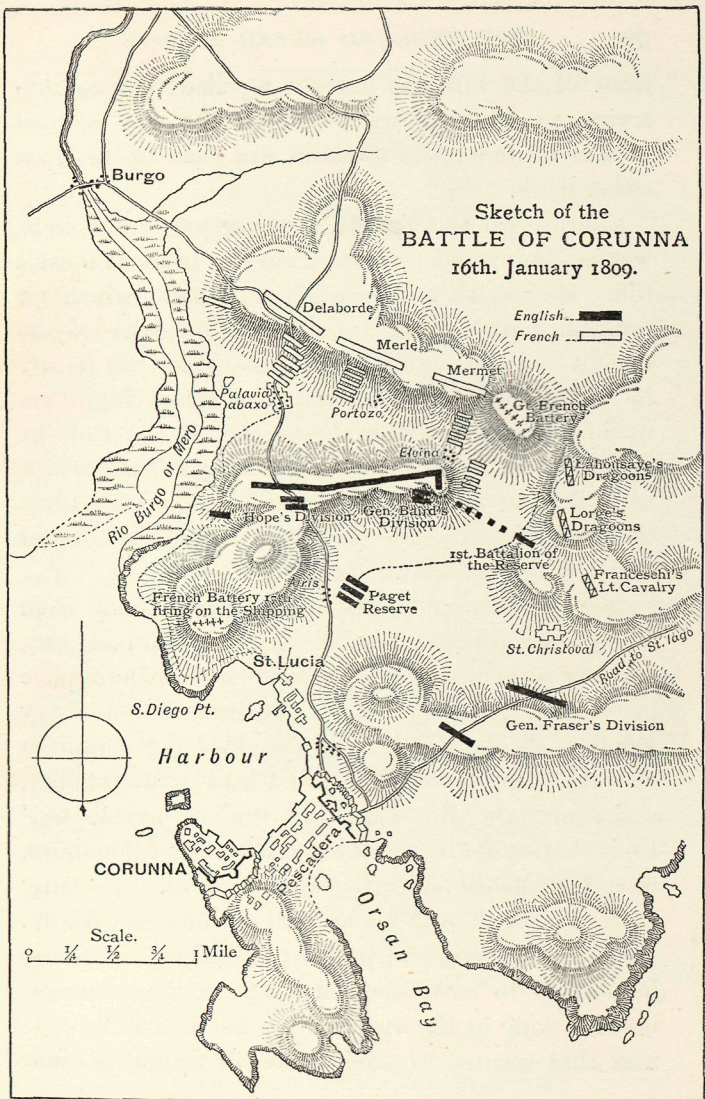 Burgo
Sketch of the
BATTLE OF CORUNNA
16th. January 1809.
English
French
Delaborde
Merle
Mermet
Palavia
abaxo
Portozo
Gt. French
Battery
Elvina
Lahousaye's
Dragoons
Rio Burgo or Mero
Hope's Division
Gen. Baird's
Division
Lorge's
Dragoons
1st. Battalion of
the Reserve
Franceschi's
Lt. Cavalry
Airis
French Battery 17th
firing on the Shipping
Paget
Reserve
St. Christoval
Road to St. Iago
St. Lucia
S. Diego Pt.
Gen. Fraser's Division
Harbour
CORUNNA
Pescadera
Orsan Bay
Scale.
0 ¼ ½ ¾ 1 Mile